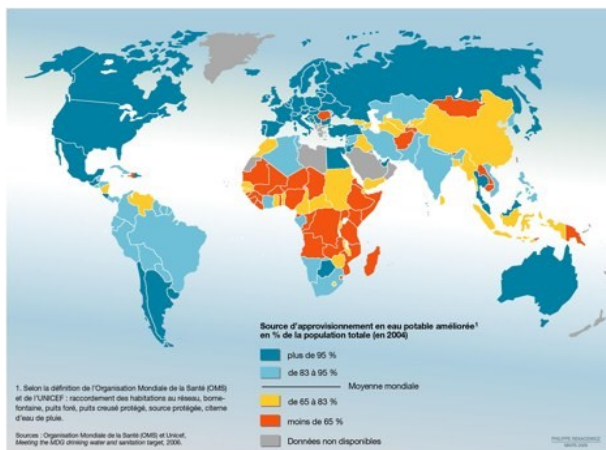 Source d'approvisionnement en eau potable améliorée¹
en % de la population totale (en 2004)
plus de 95 %
de 83 à 95 %
Moyenne mondiale
de 65 à 83 %
moins de 65 %
Données non disponibles
1. Selon la définition de l'Organisation Mondiale de la Santé (OMS)
et de l'UNICEF : raccordement des habitations au réseau, borne-
fontaine, puits foré, puits creusé protégé, source protégée, citerne
d'eau de pluie.
Sources : Organisation Mondiale de la Santé (OMS) et Unicef,
Meeting the MDG drinking water and sanitation target, 2006.
PHILIPPE REKACEWICZ